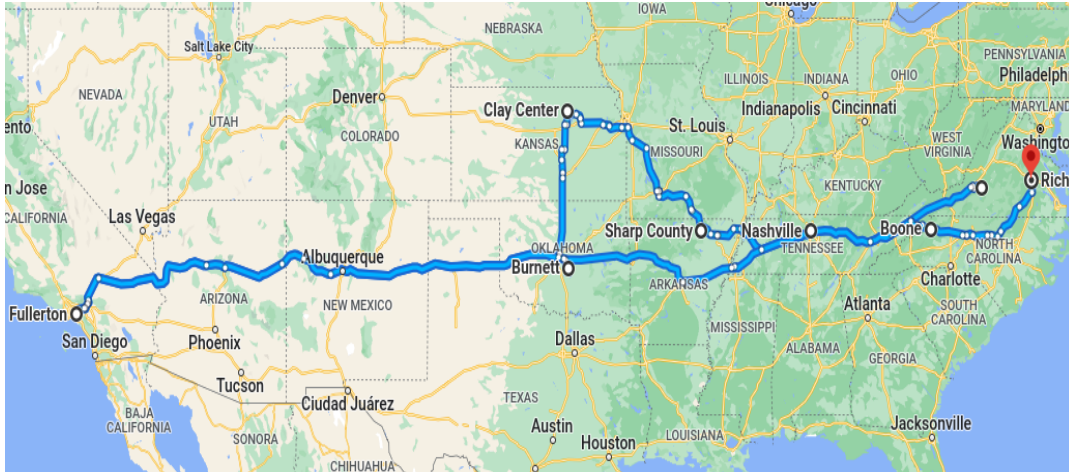 Chicago
IOWA
NEBRASKA
Salt Lake City
PENNSYLVANIA
ILLINOIS
INDIANA
OHIO
Philadelph
NEVADA
Denver
Clay Center
Indianapolis
Cincinnati
MARYLAND
ento
UTAH
COLORADO
KANSAS
St. Louis
MISSOURI
WEST
VIRGINIA
Washington
n Jose
KENTUCKY
Rich
CALIFORNIA
Las Vegas
Sharp County
Nashville
Boone
OKLAHOMA
TENNESSEE
NORTH
CAROLINA
Albuquerque
Burnett
Charlotte
ARKANSAS
ARIZONA
NEW MEXICO
Fullerton
Atlanta
SOUTH
CAROLINA
MISSISSIPPI
San Diego
Phoenix
Dallas
ALABAMA
GEORGIA
Tucson
TEXAS
Ciudad Juárez
BAJA
CALIFORNIA
Austin
Jacksonville
SONORA
LOUISIANA
Houston
CHIHUAHUA